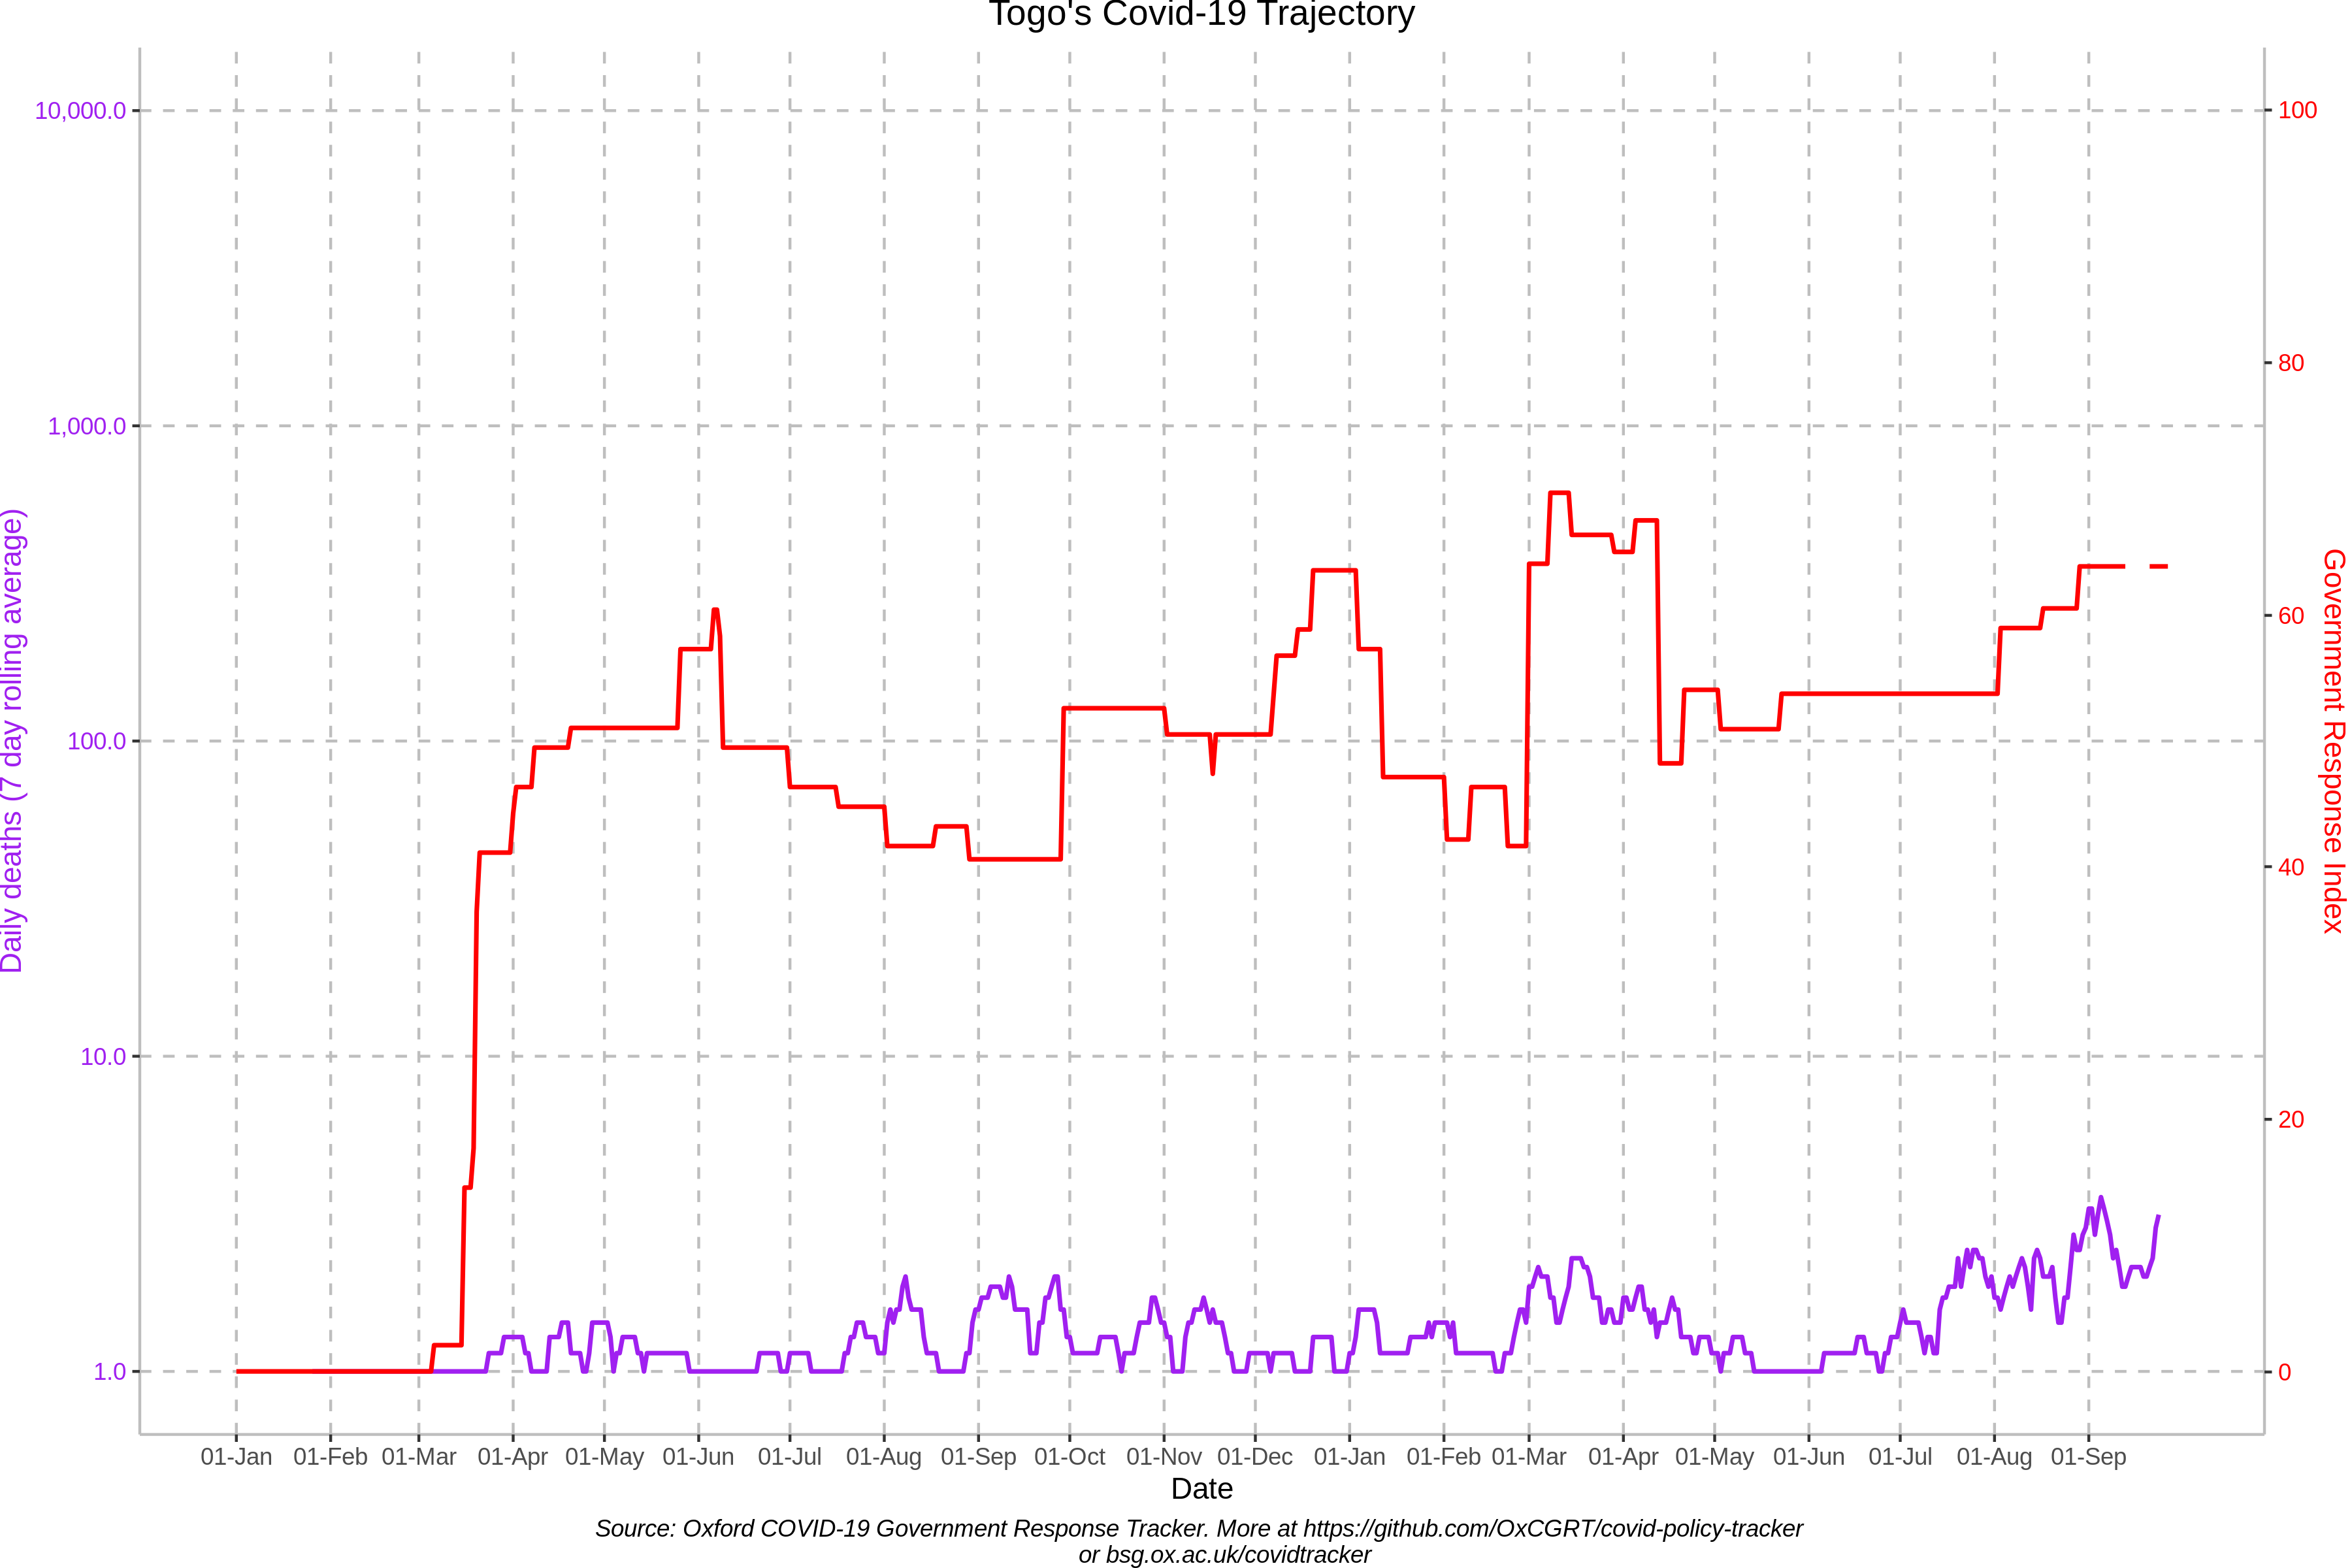 Togo's Covid-19 Trajectory
10,000.0
1,000.0
100.0
10.0
1.0
Daily deaths (7 day rolling average)
100
80
60
40
20
0
Government Response Index
01-Jan 01-Feb 01-Mar 01-Apr 01-May 01-Jun 01-Jul 01-Aug 01-Sep 01-Oct 01-Nov 01-Dec 01-Jan 01-Feb 01-Mar 01-Apr 01-May 01-Jun 01-Jul 01-Aug 01-Sep
Date
Source: Oxford COVID-19 Government Response Tracker. More at https://github.com/OxCGRT/covid-policy-tracker
or bsg.ox.ac.uk/covidtracker